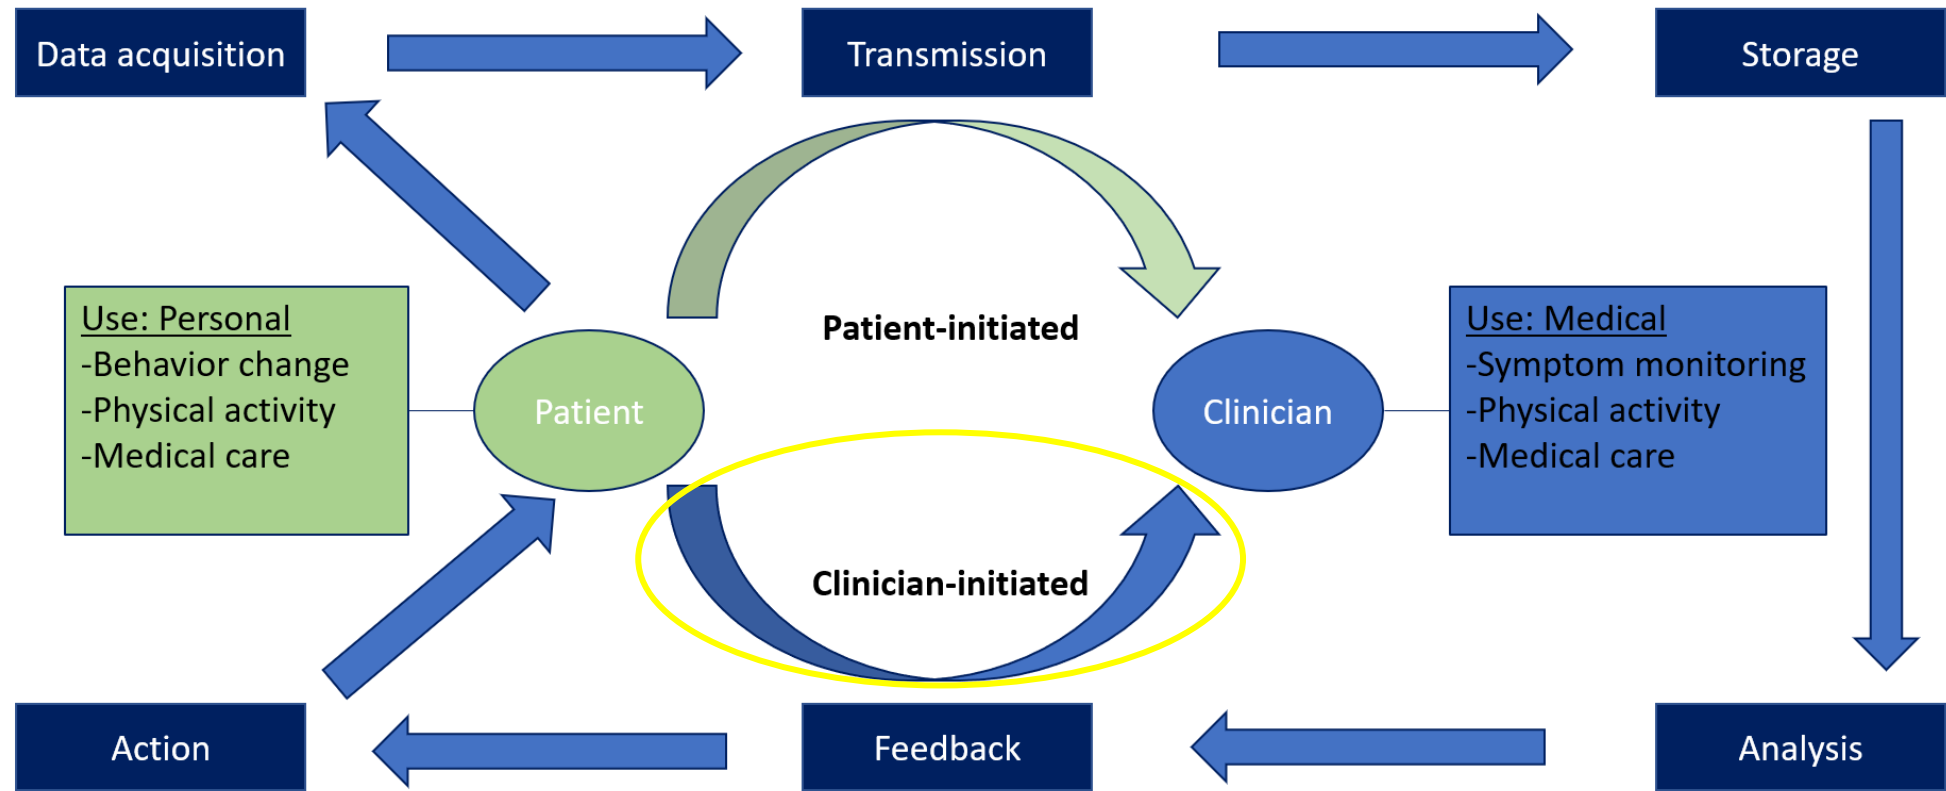 Data acquisition
Transmission
Storage
Patient-initiated
Use: Personal
-Behavior change
-Physical activity
-Medical care
Patient
Clinician
Use: Medical
-Symptom monitoring
-Physical activity
-Medical care
Clinician-initiated
Action
Feedback
Analysis